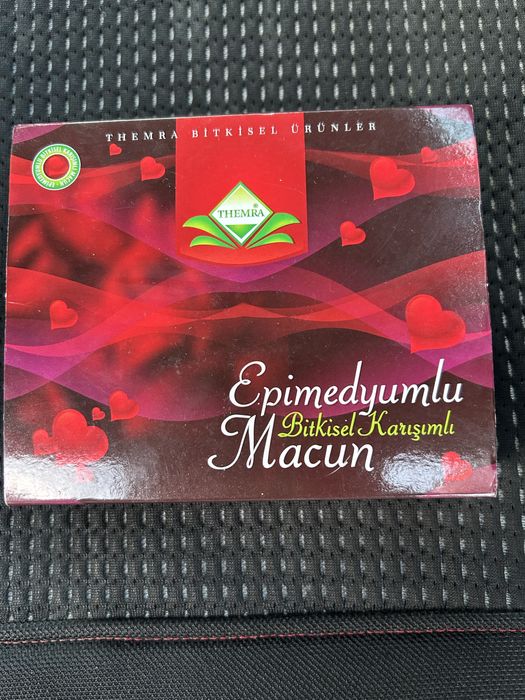 THEMRA BİTKİSEL ÜRÜNLER
THEMRA®
Epimedyumlu
Bitkisel Karışımlı
Macun